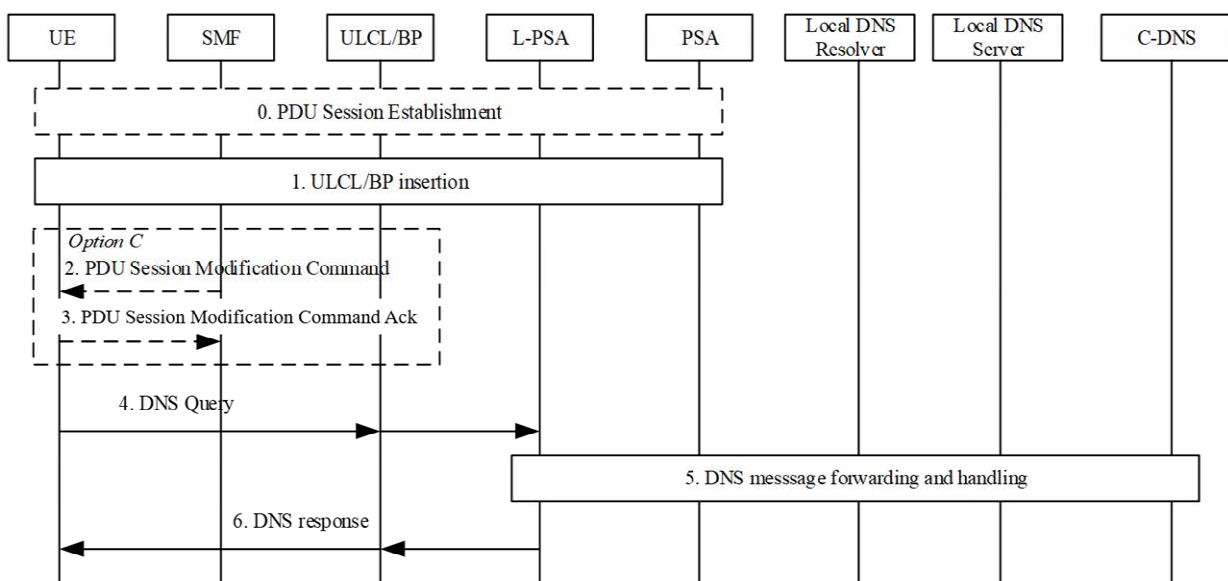 UE
SMF
ULCL/BP
L-PSA
PSA
Local DNS
Resolver
Local DNS
Server
C-DNS
0. PDU Session Establishment
1. ULCL/BP insertion
Option C
2. PDU Session Modification Command
3. PDU Session Modification Command Ack
4. DNS Query
5. DNS messsage forwarding and handling
6. DNS response